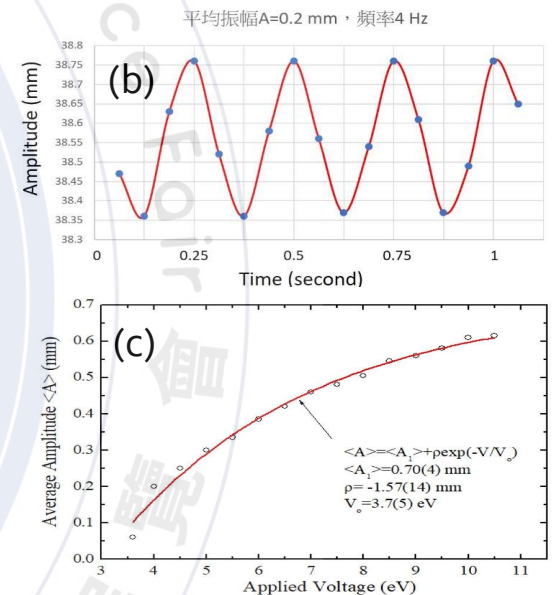 平均振幅A=0.2 mm，頻率4 Hz
(b)
Amplitude (mm)
38.8
38.75
38.7
38.65
38.6
38.55
38.5
38.45
38.4
38.35
38.3
0 0.25 0.5 0.75 1
Time (second)
(c)
Average Amplitude <A> (mm)
0.7
0.6
0.5
0.4
0.3
0.2
0.1
0.0
<A>=<A₁>+ρexp(-V/Vₒ)
<A₁>=0.70(4) mm
ρ= -1.57(14) mm
Vₒ=3.7(5) eV
3 4 5 6 7 8 9 10 11
Applied Voltage (eV)
ce Fair
會
覽